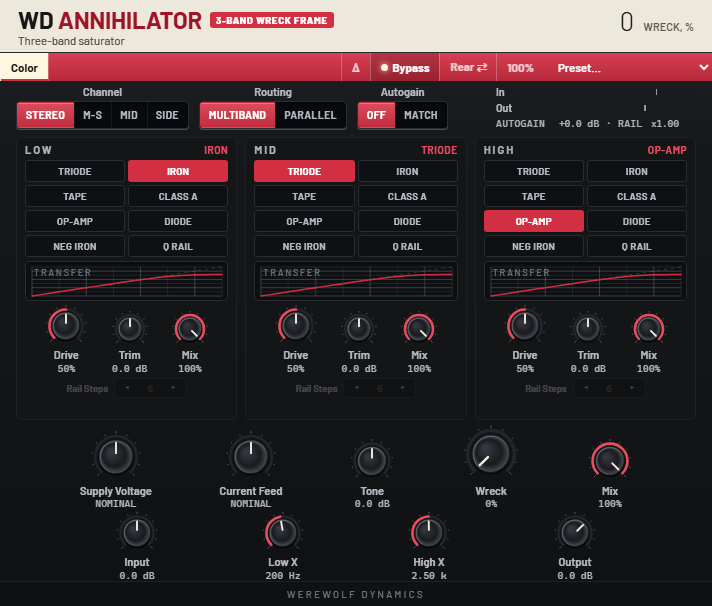 WD ANNIHILATOR 3-BAND WRECK FRAME
Three-band saturator
0 WRECK, %
Color Δ Bypass Rear ⇄ 100% Preset...
Channel Routing Autogain In
Out
STEREO M-S MID SIDE MULTIBAND PARALLEL OFF MATCH AUTOGAIN +0.0 dB · RAIL x1.00
LOW IRON MID TRIODE HIGH OP-AMP
TRIODE IRON TRIODE IRON TRIODE IRON
TAPE CLASS A TAPE CLASS A TAPE CLASS A
OP-AMP DIODE OP-AMP DIODE OP-AMP DIODE
NEG IRON Q RAIL NEG IRON Q RAIL NEG IRON Q RAIL
TRANSFER TRANSFER TRANSFER
Drive Trim Mix Drive Trim Mix Drive Trim Mix
50% 0.0 dB 100% 50% 0.0 dB 100% 50% 0.0 dB 100%
Rail Steps 6 Rail Steps 6 Rail Steps 6
Supply Voltage Current Feed Tone Wreck Mix
NOMINAL NOMINAL 0.0 dB 0% 100%
Input Low X High X Output
0.0 dB 200 Hz 2.50 k 0.0 dB
WEREWOLF DYNAMICS